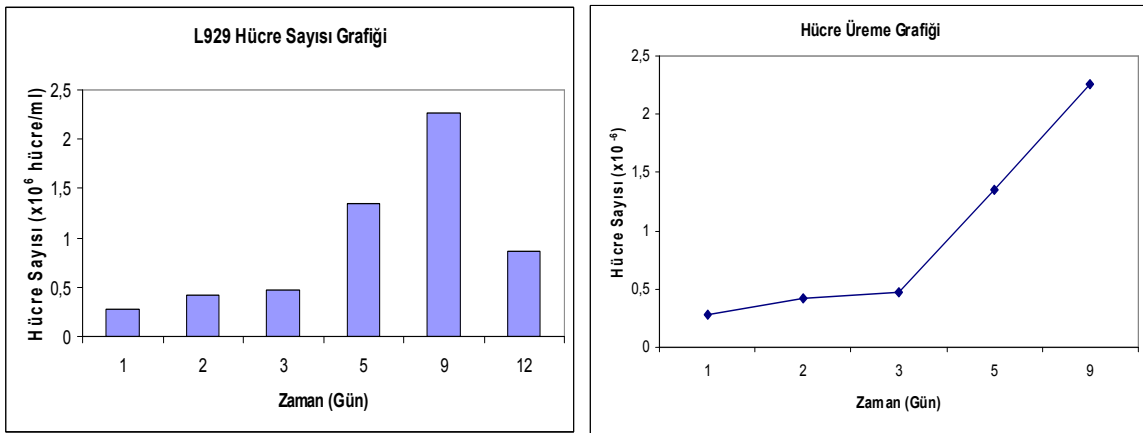 L929 Hücre Sayısı Grafiği
Hücre Sayısı (x10⁶ hücre/ml)
2,5
2
1,5
1
0,5
0
1 2 3 5 9 12
Zaman (Gün)
Hücre Üreme Grafiği
Hücre Sayısı (x10⁻⁶)
2,5
2
1,5
1
0,5
0
1 2 3 5 9
Zaman (Gün)